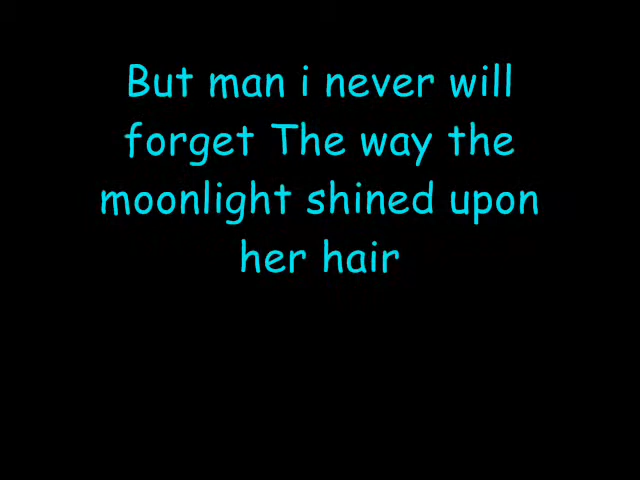 But man i never will
forget The way the
moonlight shined upon
her hair